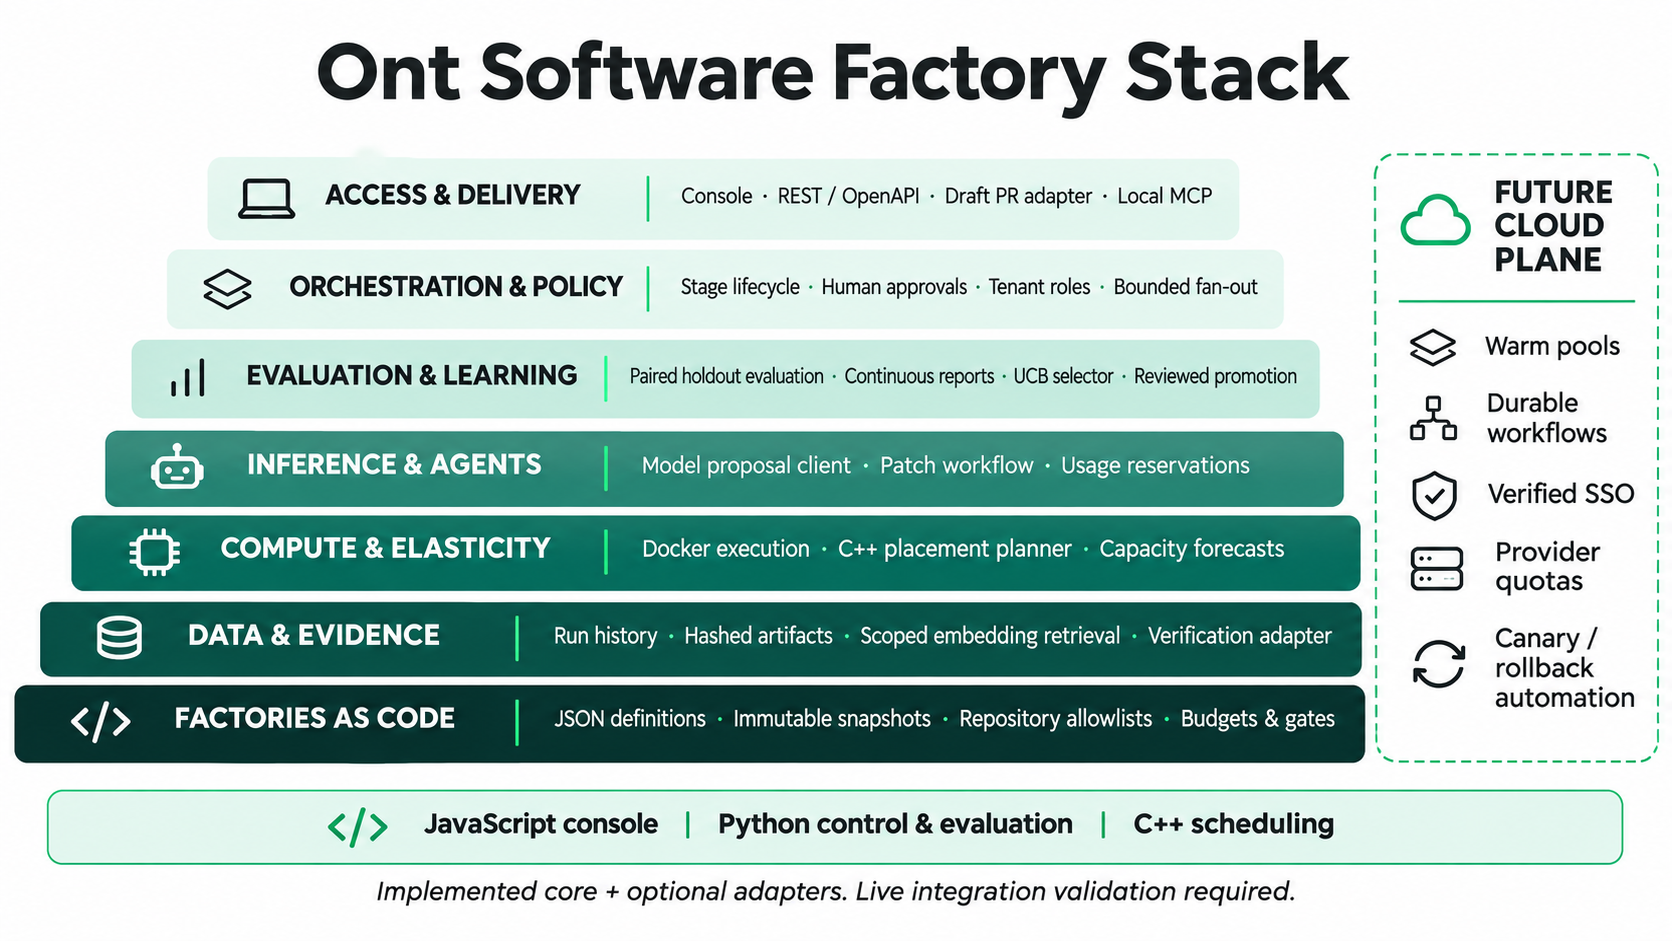 Ont Software Factory Stack
ACCESS & DELIVERY
Console · REST / OpenAPI · Draft PR adapter · Local MCP
ORCHESTRATION & POLICY
Stage lifecycle · Human approvals · Tenant roles · Bounded fan-out
EVALUATION & LEARNING
Paired holdout evaluation · Continuous reports · UCB selector · Reviewed promotion
INFERENCE & AGENTS
Model proposal client · Patch workflow · Usage reservations
COMPUTE & ELASTICITY
Docker execution · C++ placement planner · Capacity forecasts
DATA & EVIDENCE
Run history · Hashed artifacts · Scoped embedding retrieval · Verification adapter
FACTORIES AS CODE
JSON definitions · Immutable snapshots · Repository allowlists · Budgets & gates
FUTURE
CLOUD
PLANE
Warm pools
Durable
workflows
Verified SSO
Provider
quotas
Canary /
rollback
automation
JavaScript console | Python control & evaluation | C++ scheduling
Implemented core + optional adapters. Live integration validation required.